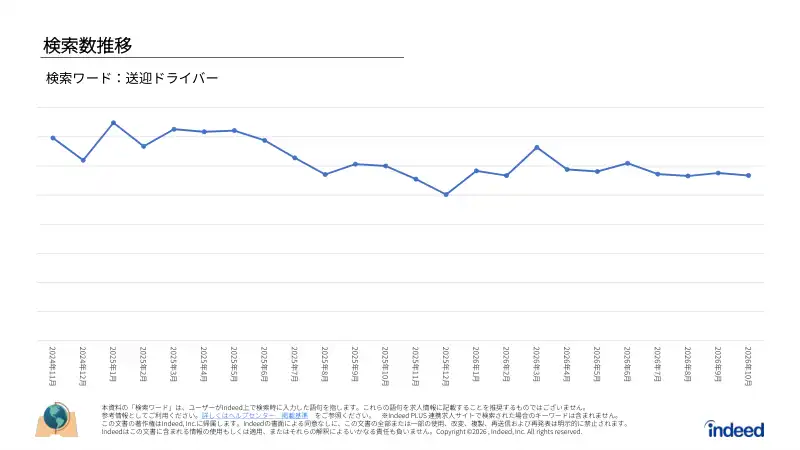 検索数推移
検索ワード：送迎ドライバー
2024年11月
2024年12月
2025年1月
2025年2月
2025年3月
2025年4月
2025年5月
2025年6月
2025年7月
2025年8月
2025年9月
2025年10月
2025年11月
2025年12月
2026年1月
2026年2月
2026年3月
2026年4月
2026年5月
2026年6月
2026年7月
2026年8月
2026年9月
2026年10月
本資料の「検索ワード」は、ユーザーがIndeed上で検索時に入力した語句を指します。これらの語句を求人情報に記載することを推奨するものではございません。
参考情報としてご利用ください。詳しくはヘルプセンター 掲載基準 をご参照ください。 ※Indeed PLUS 連携求人サイトで検索された場合のキーワードは含まれません。
この文書の著作権はIndeed, Inc.に帰属します。Indeedの書面による同意なしに、この文書の全部または一部の使用、改変、複製、再送信および再発表は明示的に禁止されます。
Indeedはこの文書に含まれる情報の使用もしくは適用、またはそれらの解釈によるいかなる責任も負いません。Copyright ©2026 , Indeed, Inc. All rights reserved.
indeed